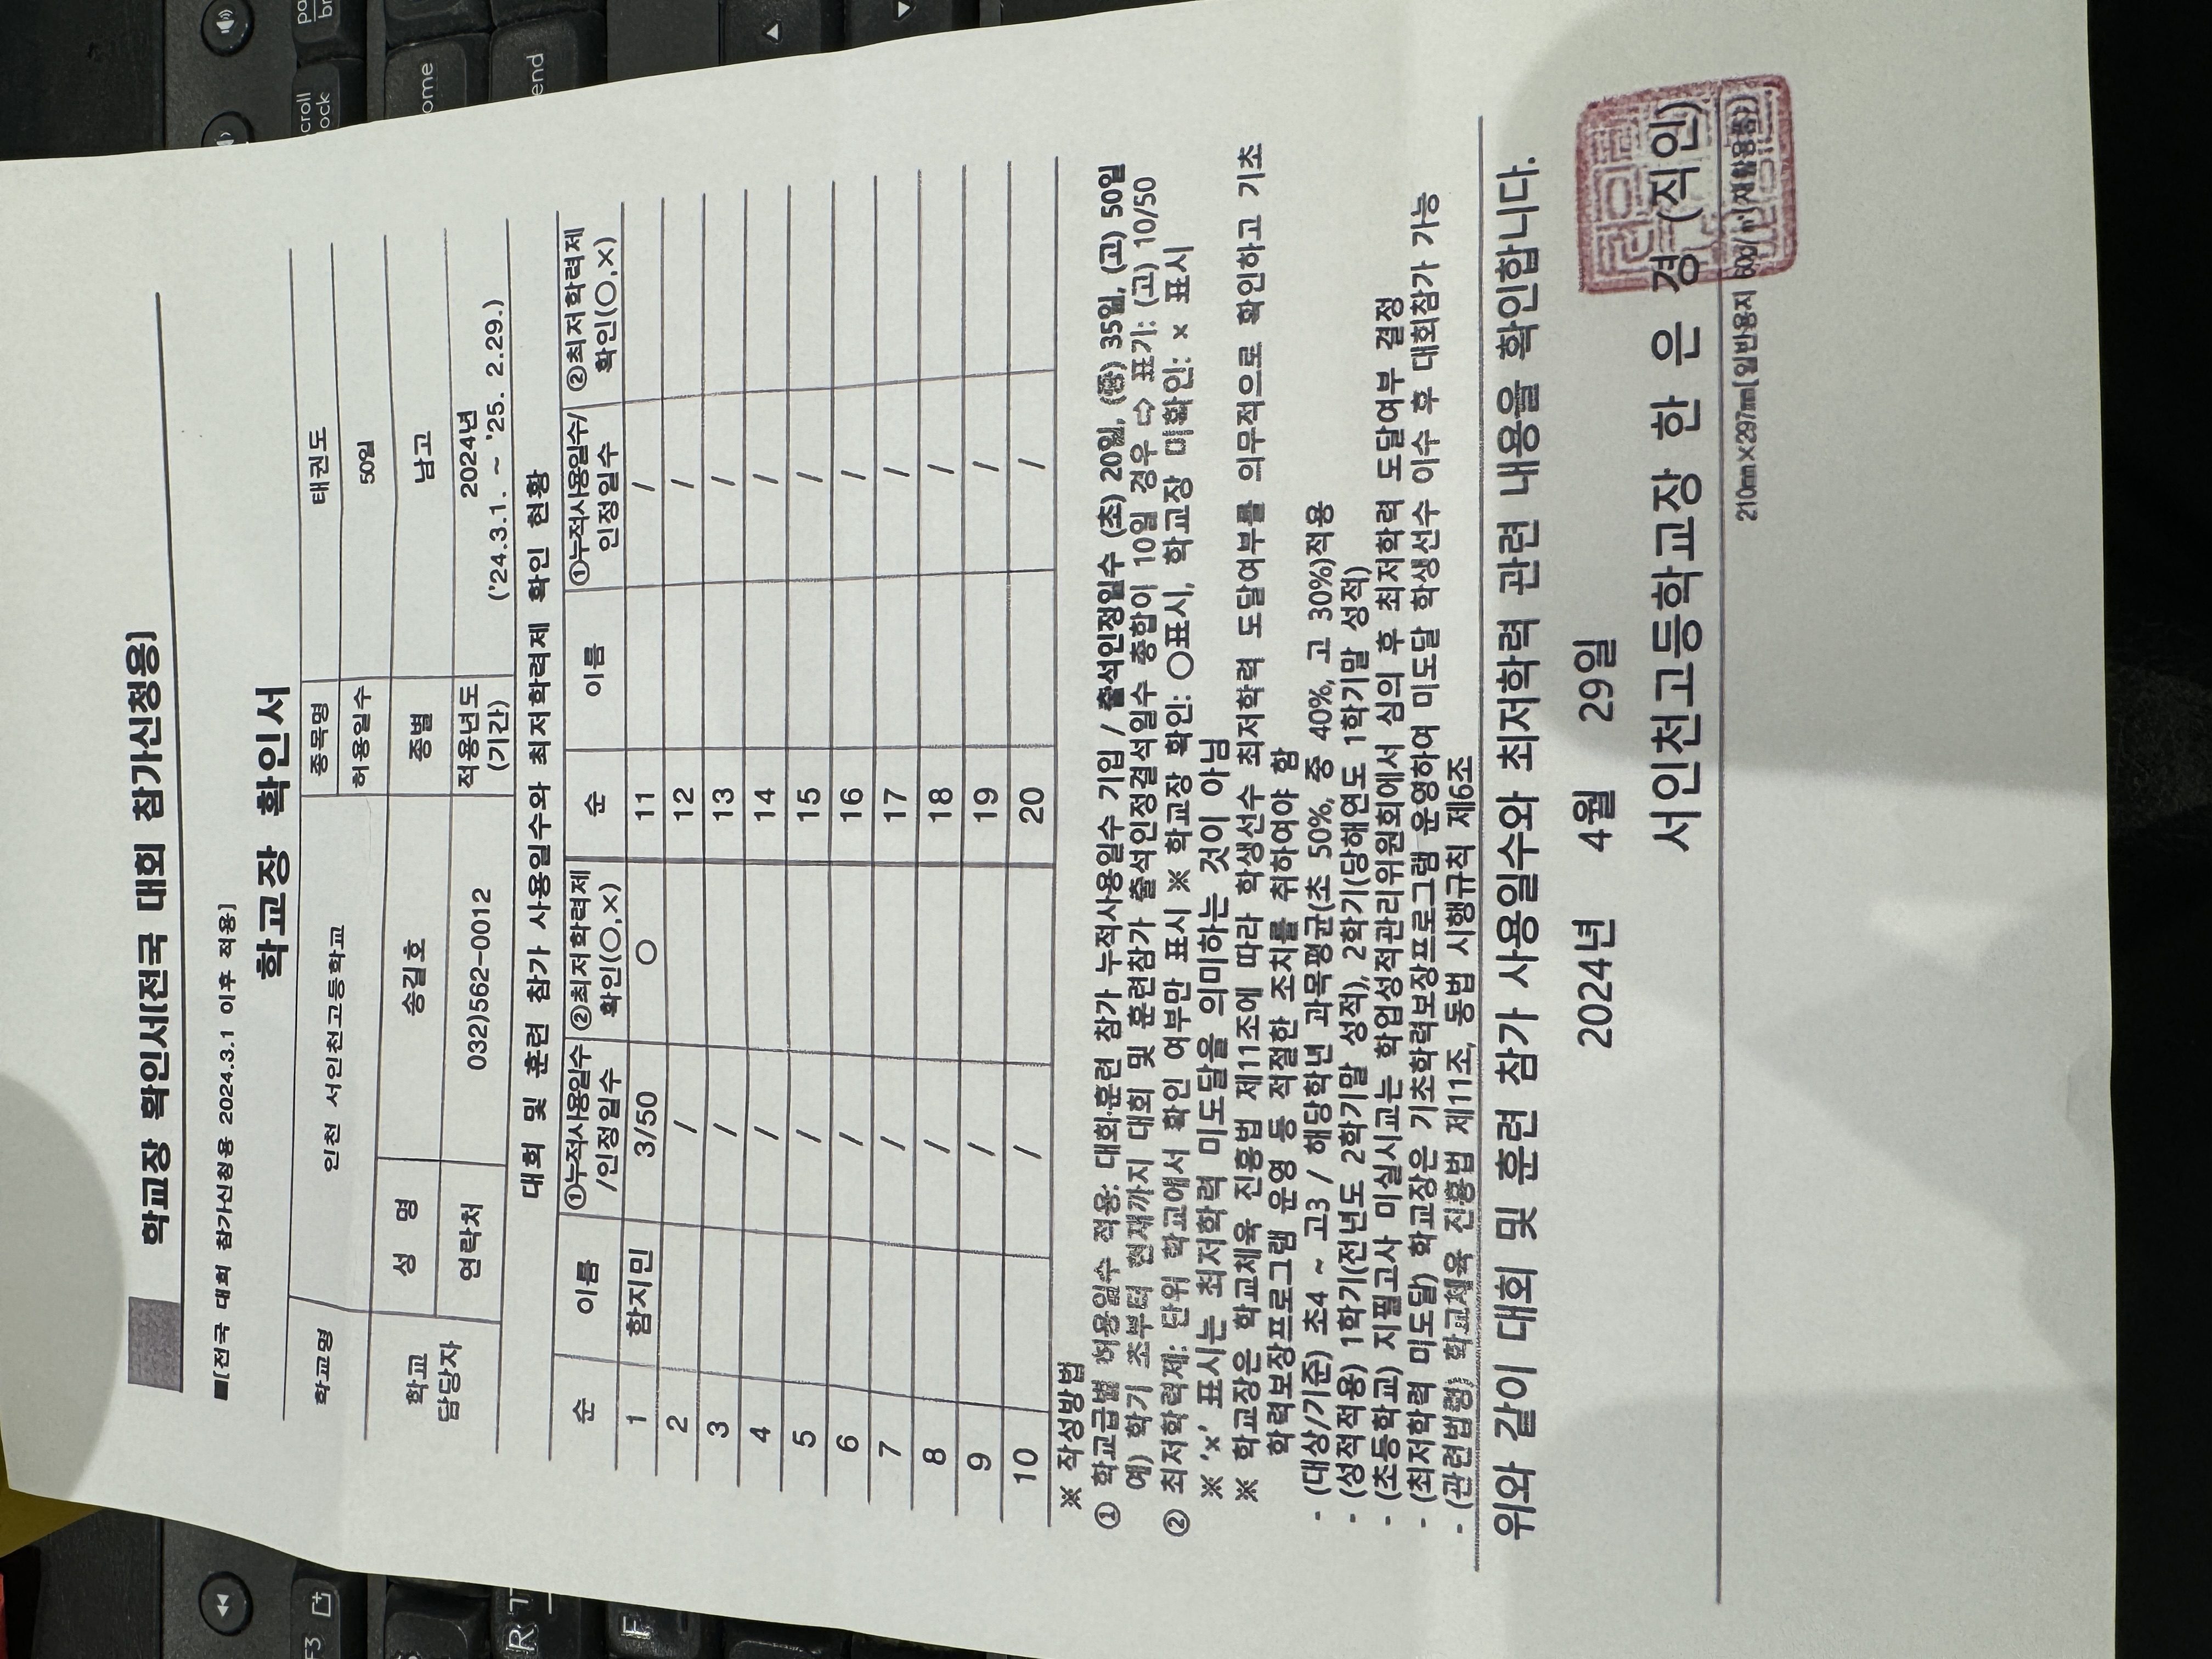 학교장 확인서[전국 대회 참가신청용]
■[전국 대회 참가신청용 2024.3.1 이후 적용]
학교장 확인서
학교명 인천 서인천고등학교 종목명 태권도
허용일수 50일
학교 담당자 성 명 송길호 종별 남고
연락처 032)562-0012 적용년도 (기간) 2024년 ('24.3.1. ~ '25. 2.29.)
대회 및 훈련 참가 사용일수와 최저학력제 확인 현황
순 이름 ①누적사용일수/인정일수 ②최저학력제 확인(○,×) 순 이름 ①누적사용일수/인정일수 ②최저학력제 확인(○,×)
1 함지민 3/50 ○ 11 /
2 / 12 /
3 / 13 /
4 / 14 /
5 / 15 /
6 / 16 /
7 / 17 /
8 / 18 /
9 / 19 /
10 / 20 /
※ 작성방법
① 학교급별 허용일수 적용: 대회·훈련 참가 누적사용일수 기입 / 출석인정일수 (초) 20일, (중) 35일, (고) 50일
예) 학기 초부터 현재까지 대회 및 훈련참가 출석인정결석일수 총합이 10일 경우 ⇨ 표기: (고) 10/50
② 최저학력제: 단위 학교에서 확인 여부만 표시 ※ 학교장 확인: ○표시, 학교장 미확인: × 표시
※ '×' 표시는 최저학력 미도달을 의미하는 것이 아님
※ 학교장은 학교체육 진흥법 제11조에 따라 학생선수 최저학력 도달여부를 의무적으로 확인하고 기초
학력보장프로그램 운영 등 적절한 조치를 취하여야 함
- (대상/기준) 초4 ~ 고3 / 해당학년 과목평균(초 50%, 중 40%, 고 30%)적용
- (성적적용) 1학기(전년도 2학기말 성적), 2학기(당해연도 1학기말 성적)
- (초등학교) 지필고사 미실시교는 학업성적관리위원회에서 심의 후 최저학력 도달여부 결정
- (최저학력 미도달) 학교장은 기초학력보장프로그램 운영하여 미도달 학생선수 이수 후 대회참가 가능
- (관련법령) 학교체육 진흥법 제11조, 동법 시행규칙 제6조
위와 같이 대회 및 훈련 참가 사용일수와 최저학력 관련 내용을 확인합니다.
2024년 4월 29일
서인천고등학교장 한 은 경 (직인)
210㎜×297㎜[일반용지 60g/㎡(재활용품)]
F3
R ㄱ
F
scroll
lock
home
end